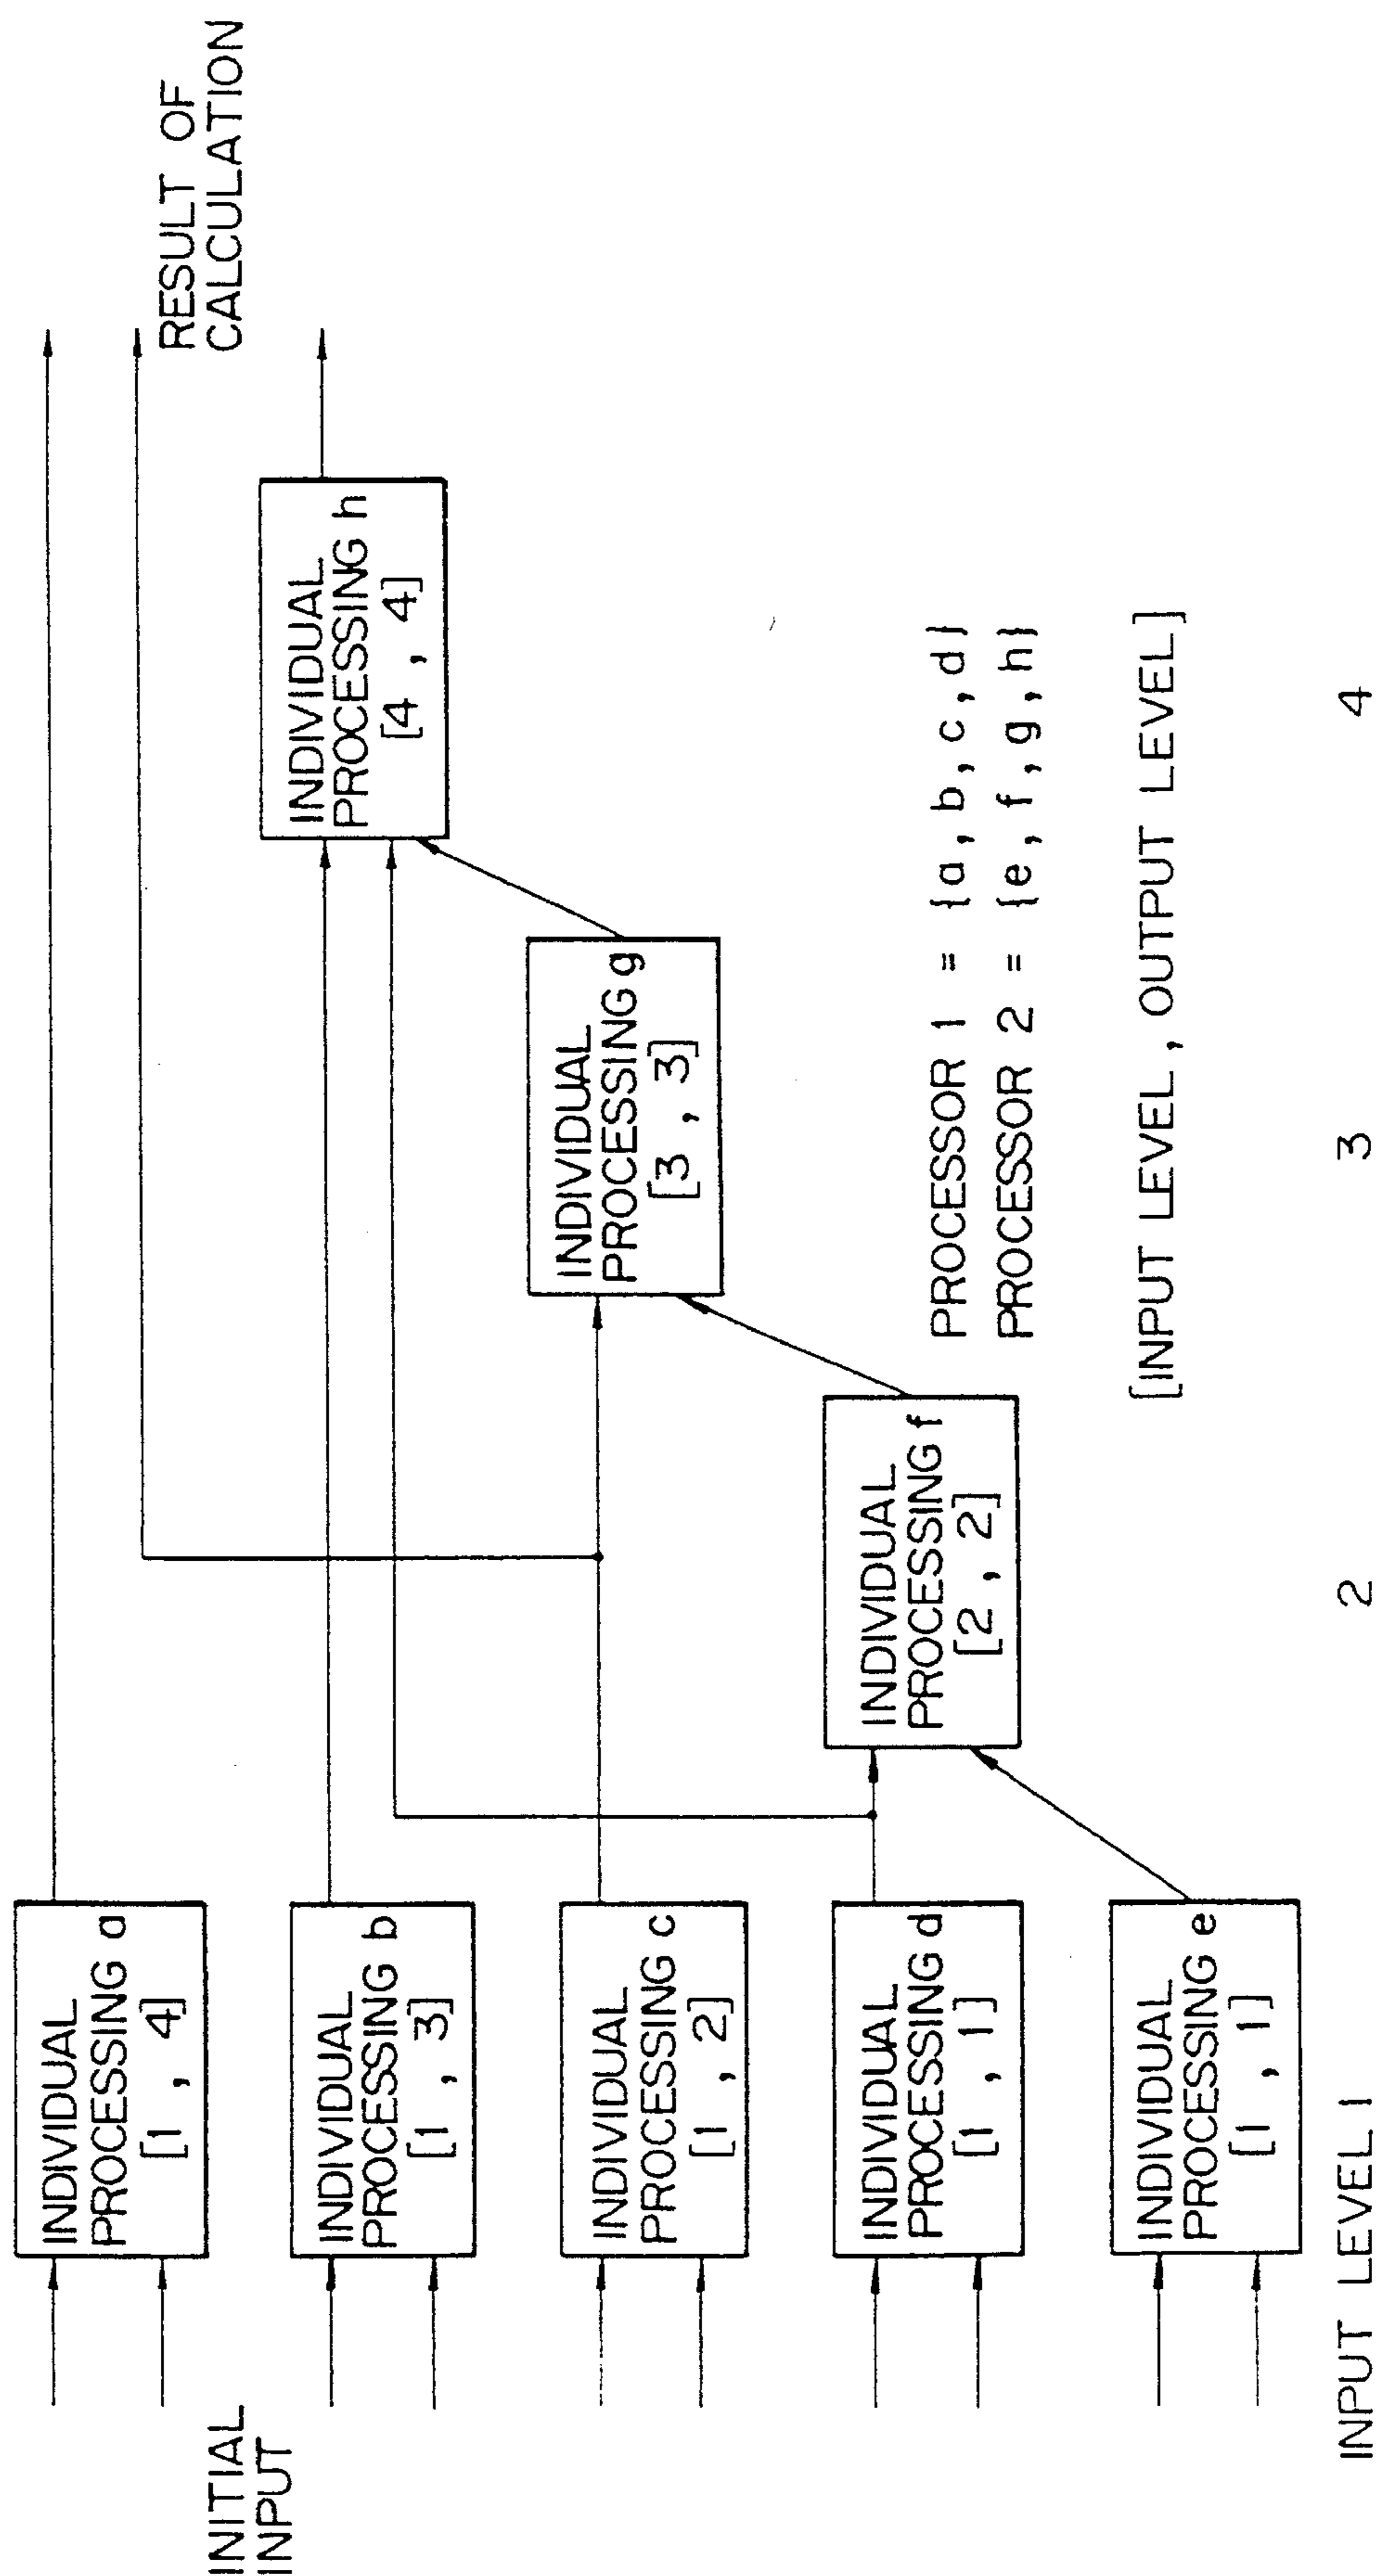 INITIAL
INPUT
INDIVIDUAL
PROCESSING a
[1 , 4]
INDIVIDUAL
PROCESSING b
[1 , 3]
INDIVIDUAL
PROCESSING c
[1 , 2]
INDIVIDUAL
PROCESSING d
[1 , 1]
INDIVIDUAL
PROCESSING e
[1 , 1]
INDIVIDUAL
PROCESSING f
[2 , 2]
INDIVIDUAL
PROCESSING g
[3 , 3]
INDIVIDUAL
PROCESSING h
[4 , 4]
RESULT OF
CALCULATION
PROCESSOR 1 = {a , b , c , d}
PROCESSOR 2 = {e , f , g , h}
[INPUT LEVEL , OUTPUT LEVEL]
INPUT LEVEL 1 2 3 4